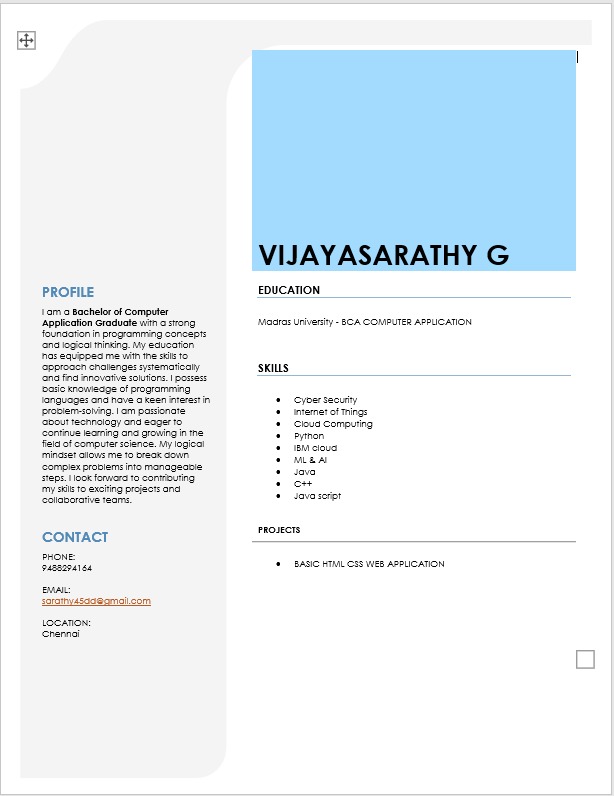 VIJAYASARATHY G
PROFILE
I am a Bachelor of Computer
Application Graduate with a strong
foundation in programming concepts
and logical thinking. My education
has equipped me with the skills to
approach challenges systematically
and find innovative solutions. I possess
basic knowledge of programming
languages and have a keen interest in
problem-solving. I am passionate
about technology and eager to
continue learning and growing in the
field of computer science. My logical
mindset allows me to break down
complex problems into manageable
steps. I look forward to contributing
my skills to exciting projects and
collaborative teams.
CONTACT
PHONE:
9488294164
EMAIL:
sarathy45dd@gmail.com
LOCATION:
Chennai
EDUCATION
Madras University - BCA COMPUTER APPLICATION
SKILLS
Cyber Security
Internet of Things
Cloud Computing
Python
IBM cloud
ML & AI
Java
C++
Java script
PROJECTS
BASIC HTML CSS WEB APPLICATION